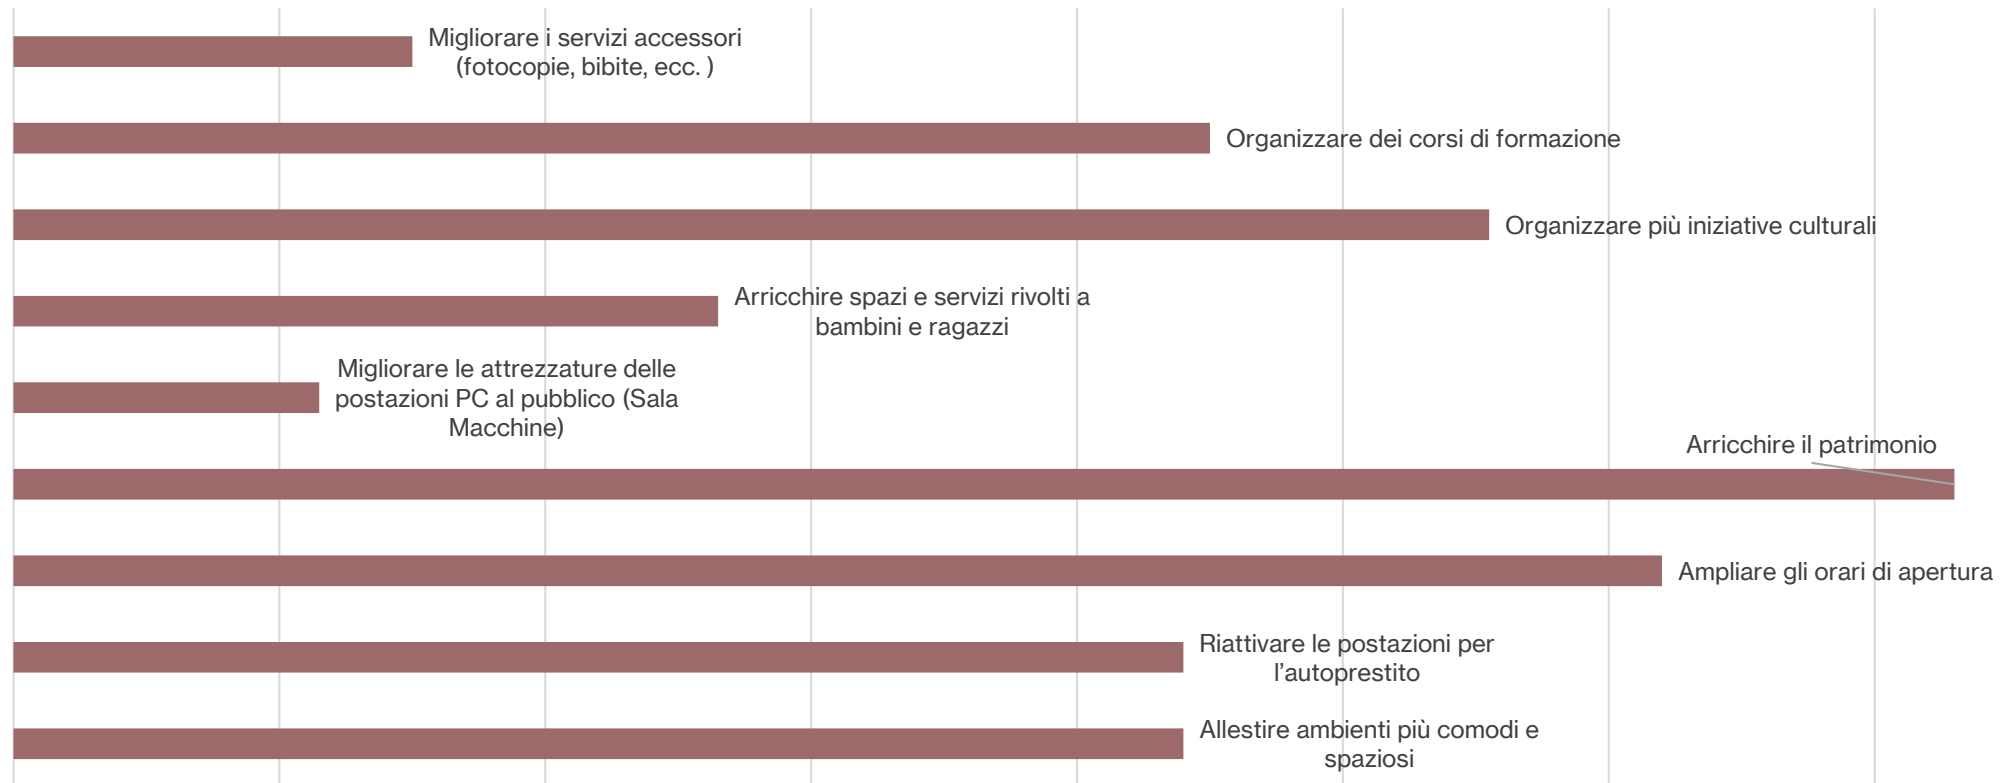 Migliorare i servizi accessori
(fotocopie, bibite, ecc. )
Organizzare dei corsi di formazione
Organizzare più iniziative culturali
Arricchire spazi e servizi rivolti a
bambini e ragazzi
Migliorare le attrezzature delle
postazioni PC al pubblico (Sala
Macchine)
Arricchire il patrimonio
Ampliare gli orari di apertura
Riattivare le postazioni per
l’autoprestito
Allestire ambienti più comodi e
spaziosi